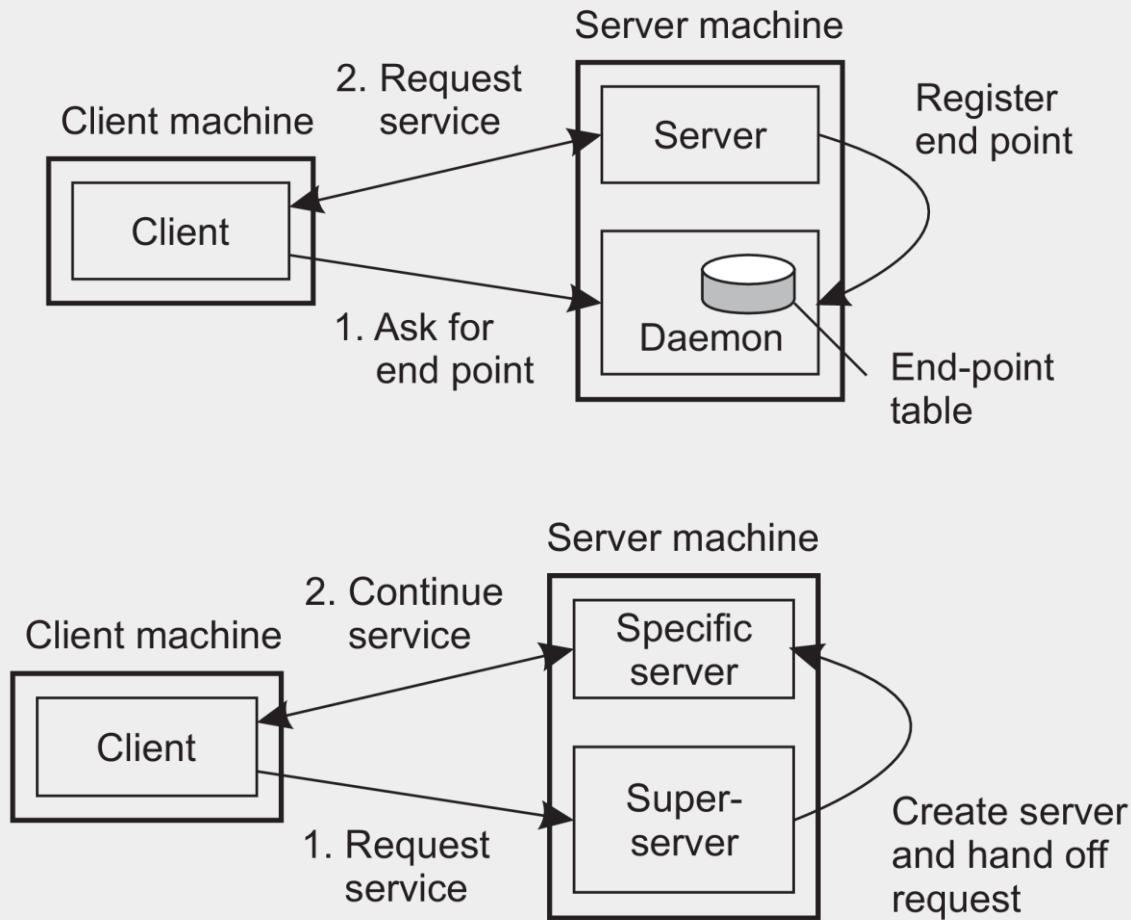 Server machine
2. Request
service
Client machine
Server
Register
end point
Client
1. Ask for
end point
Daemon
End-point
table
Server machine
2. Continue
service
Client machine
Specific
server
Client
Super-
server
1. Request
service
Create server
and hand off
request